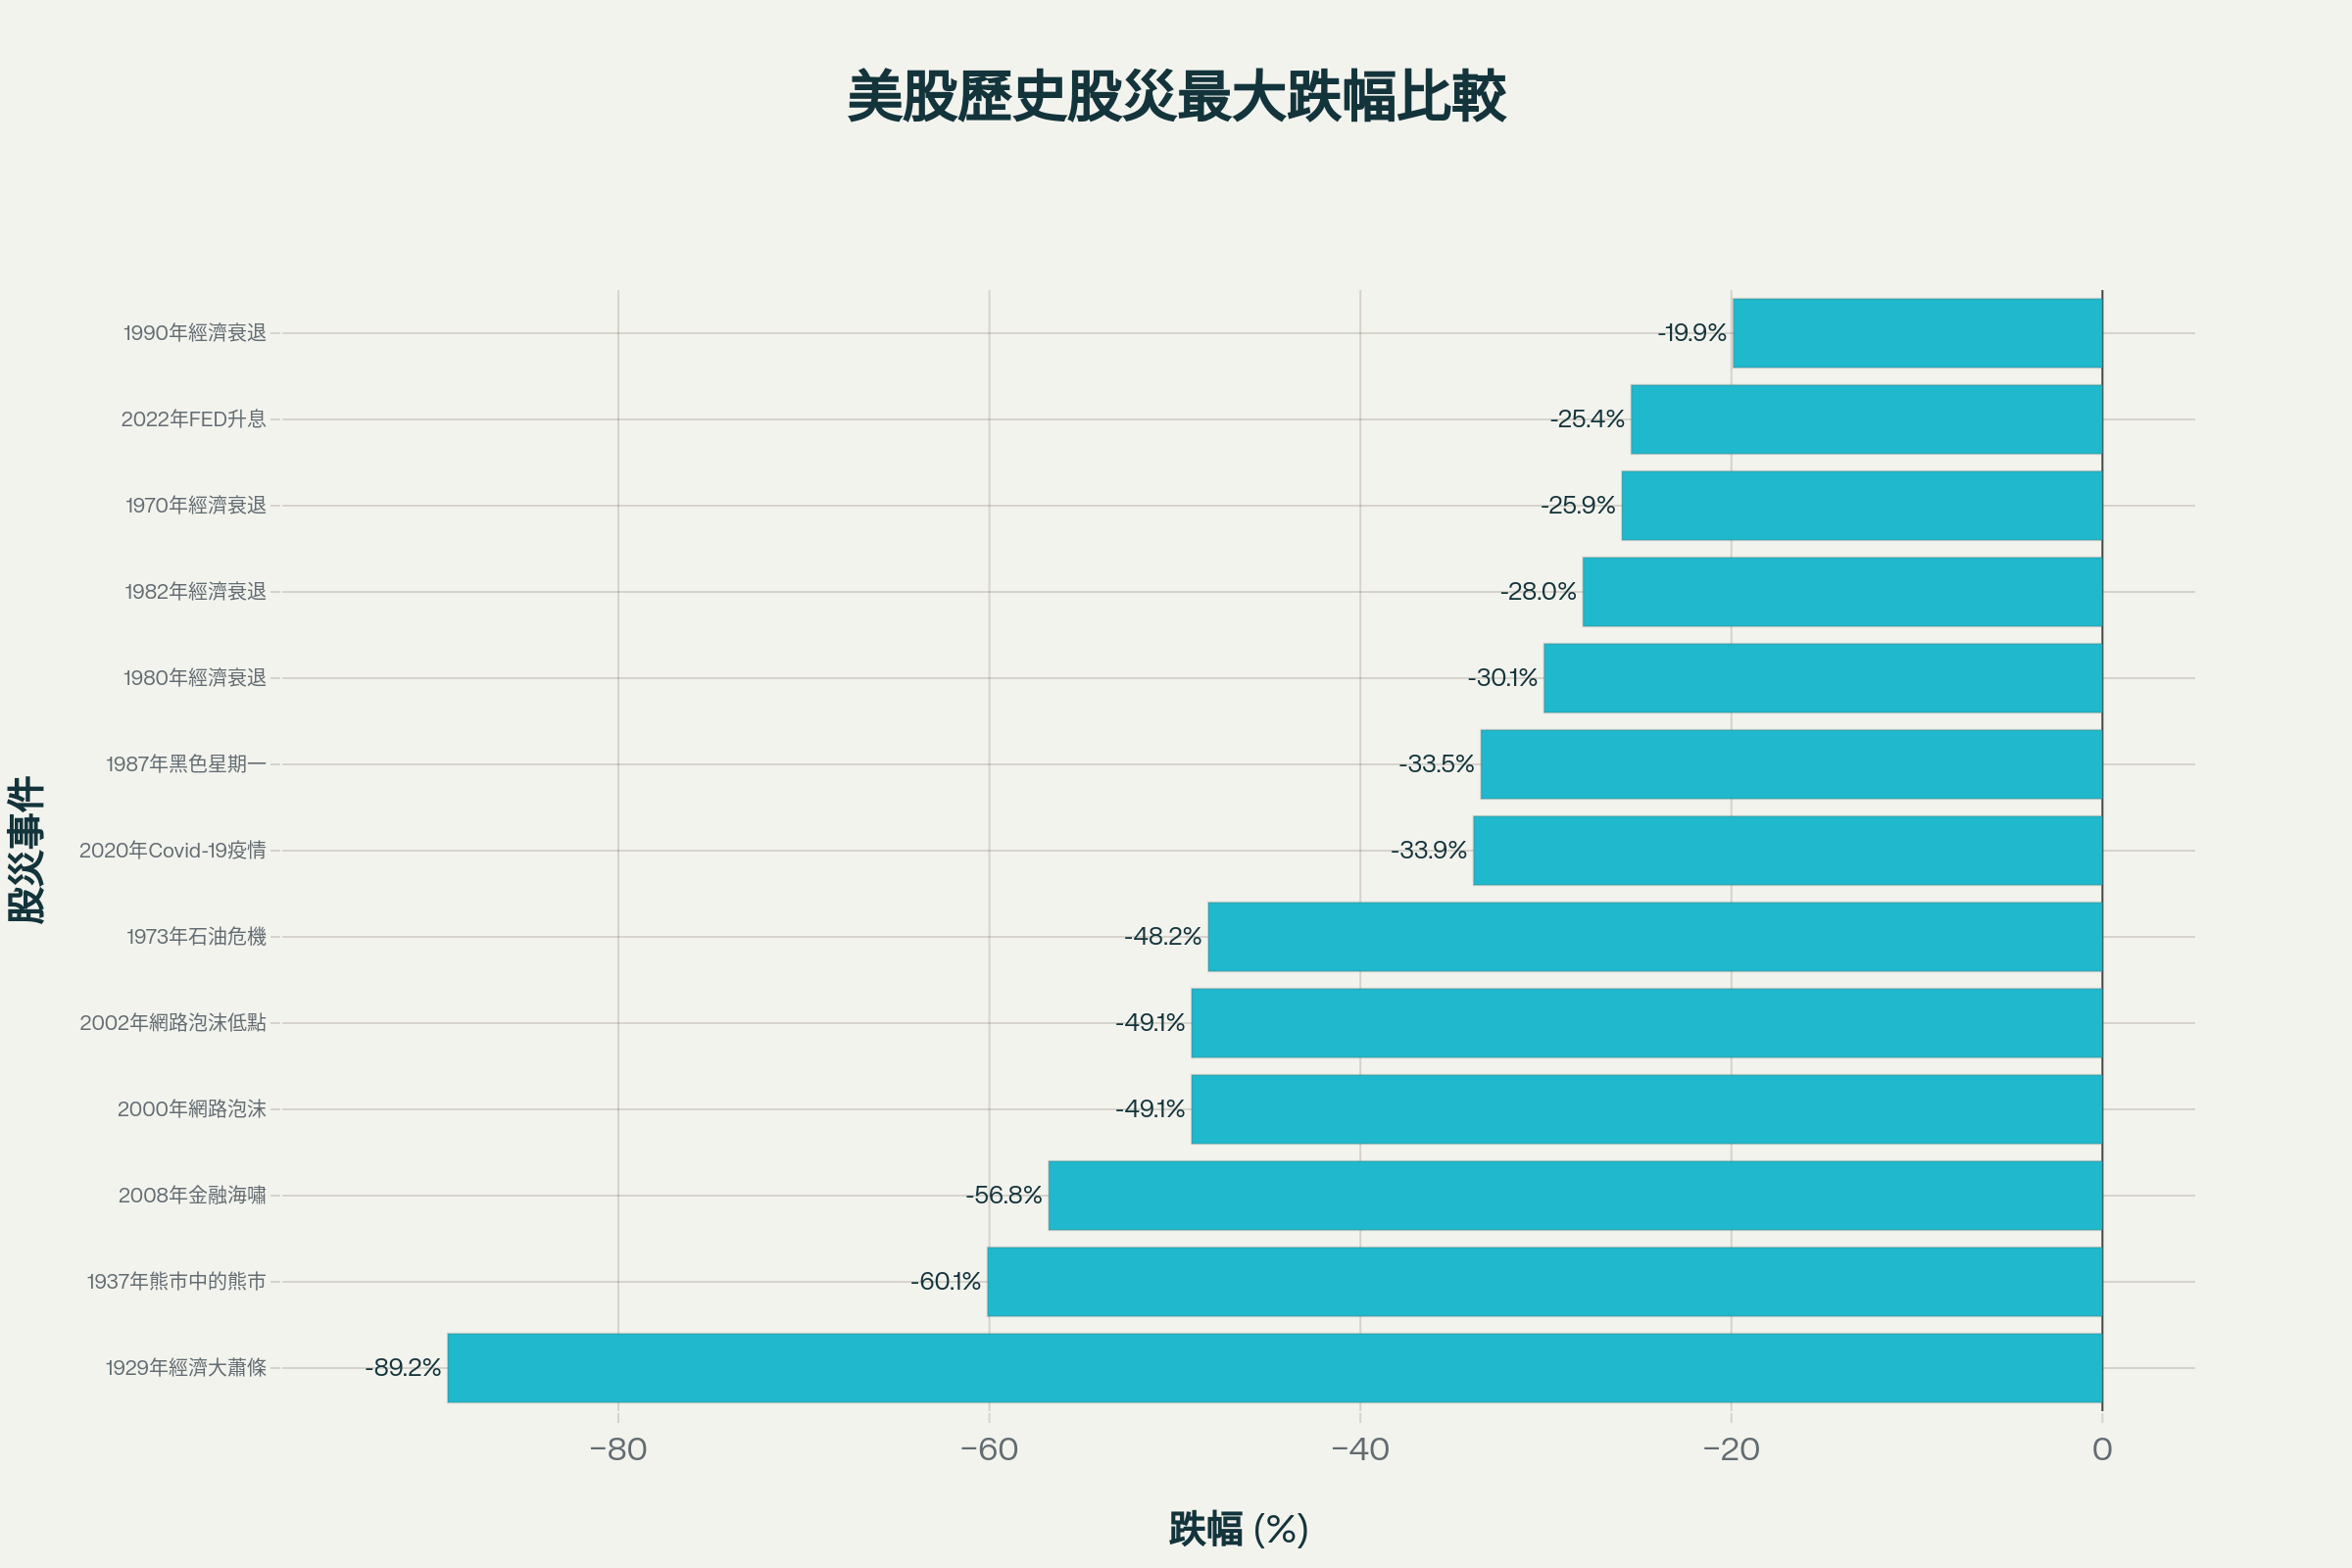 美股歷史股災最大跌幅比較
股災事件
1990年經濟衰退 -19.9%
2022年FED升息 -25.4%
1970年經濟衰退 -25.9%
1982年經濟衰退 -28.0%
1980年經濟衰退 -30.1%
1987年黑色星期一 -33.5%
2020年Covid-19疫情 -33.9%
1973年石油危機 -48.2%
2002年網路泡沫低點 -49.1%
2000年網路泡沫 -49.1%
2008年金融海嘯 -56.8%
1937年熊市中的熊市 -60.1%
1929年經濟大蕭條 -89.2%
−80 −60 −40 −20 0
跌幅 (%)